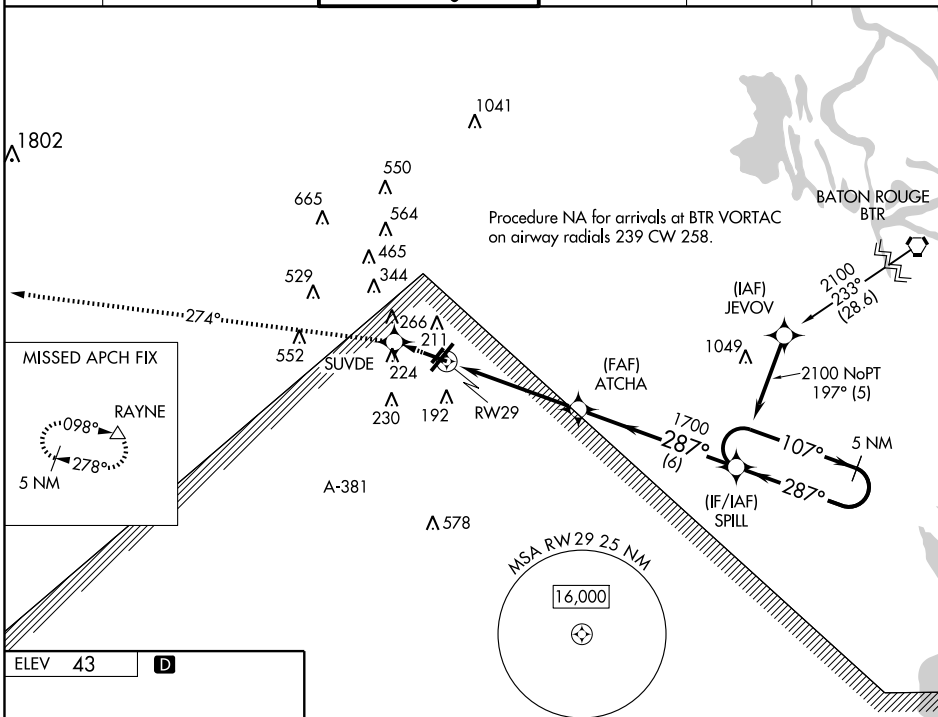 1041
1802
550
665
564
Procedure NA for arrivals at BTR VORTAC
on airway radials 239 CW 258.
BATON ROUGE
BTR
465
529
344
2100
233°
(28.6)
(IAF)
JEVOV
274°
266
211
552
SUVDE
224
1049
MISSED APCH FIX
RAYNE
098°
278°
5 NM
230
192
RW29
(FAF)
ATCHA
2100 NoPT
197° (5)
1700
287°
(6)
107°
5 NM
287°
(IF/IAF)
SPILL
A-381
578
MSA RW29 25 NM
16,000
ELEV 43
D